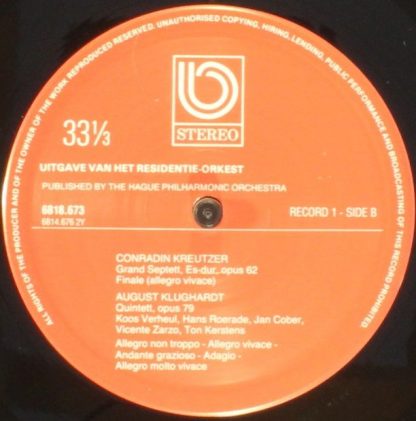 ALL RIGHTS OF THE PRODUCER AND OF THE OWNER OF THE WORK REPRODUCED RESERVED. UNAUTHORISED COPYING, HIRING, LENDING, PUBLIC PERFORMANCE AND BROADCASTING OF THIS RECORD PROHIBITED
STEREO
33⅓
UITGAVE VAN HET RESIDENTIE-ORKEST
PUBLISHED BY THE HAGUE PHILHARMONIC ORCHESTRA
6818.673
RECORD 1 - SIDE B
6814.676 2Y
CONRADIN KREUTZER
Grand Septett, Es-dur, opus 62
Finale (allegro vivace)
AUGUST KLUGHARDT
Quintett, opus 79
Koos Verheul, Hans Roerade, Jan Cober,
Vicente Zarzo, Ton Kerstens
Allegro non troppo - Allegro vivace -
Andante grazioso - Adagio -
Allegro molto vivace